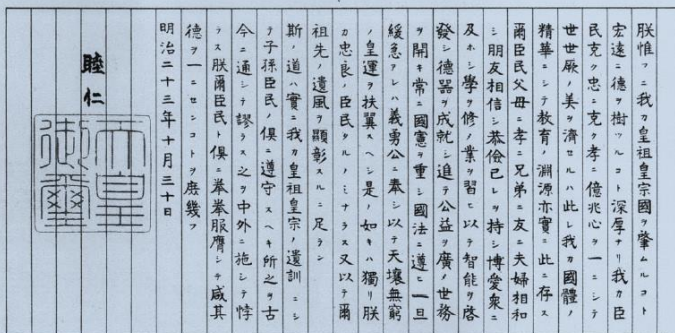 朕惟フニ我カ皇祖皇宗國ヲ肇ムルコト
宏遠ニ德ヲ樹ツルコト深厚ナリ我カ臣
民克ク忠ニ克ク孝ニ億兆心ヲ一ニシテ
世世厥ノ美ヲ濟セルハ此レ我カ國體ノ
精華ニシテ教育ノ淵源亦實ニ此ニ存ス
爾臣民父母ニ孝ニ兄弟ニ友ニ夫婦相和
シ朋友相信シ恭儉己レヲ持シ博愛衆ニ
及ホシ學ヲ修メ業ヲ習ヒ以テ智能ヲ啓
發シ德器ヲ成就シ進テ公益ヲ廣メ世務
ヲ開キ常ニ國憲ヲ重シ國法ニ遵ヒ一旦
緩急アレハ義勇公ニ奉シ以テ天壤無窮
ノ皇運ヲ扶翼スヘシ是ノ如キハ獨リ朕
カ忠良ノ臣民タルノミナラス又以テ爾
祖先ノ遺風ヲ顯彰スルニ足ラン
斯ノ道ハ實ニ我カ皇祖皇宗ノ遺訓ニシ
テ子孫臣民ノ俱ニ遵守スヘキ所之ヲ古
今ニ通シテ謬ラス之ヲ中外ニ施シテ悖
ラス朕爾臣民ト俱ニ拳拳服膺シテ咸其
德ヲ一ニセンコトヲ庶幾フ
明治二十三年十月三十日
睦仁
天皇
御璽